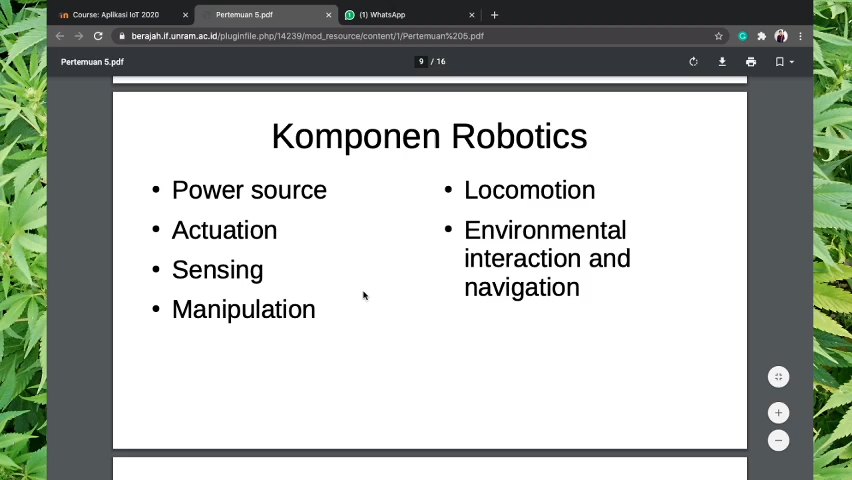 Course: Aplikasi IoT 2020
Pertemuan 5.pdf
(1) WhatsApp
berajah.if.unram.ac.id/pluginfile.php/14239/mod_resource/content/1/Pertemuan%205.pdf
Pertemuan 5.pdf
9 / 16
Komponen Robotics
• Power source
• Actuation
• Sensing
• Manipulation
• Locomotion
• Environmental
interaction and
navigation